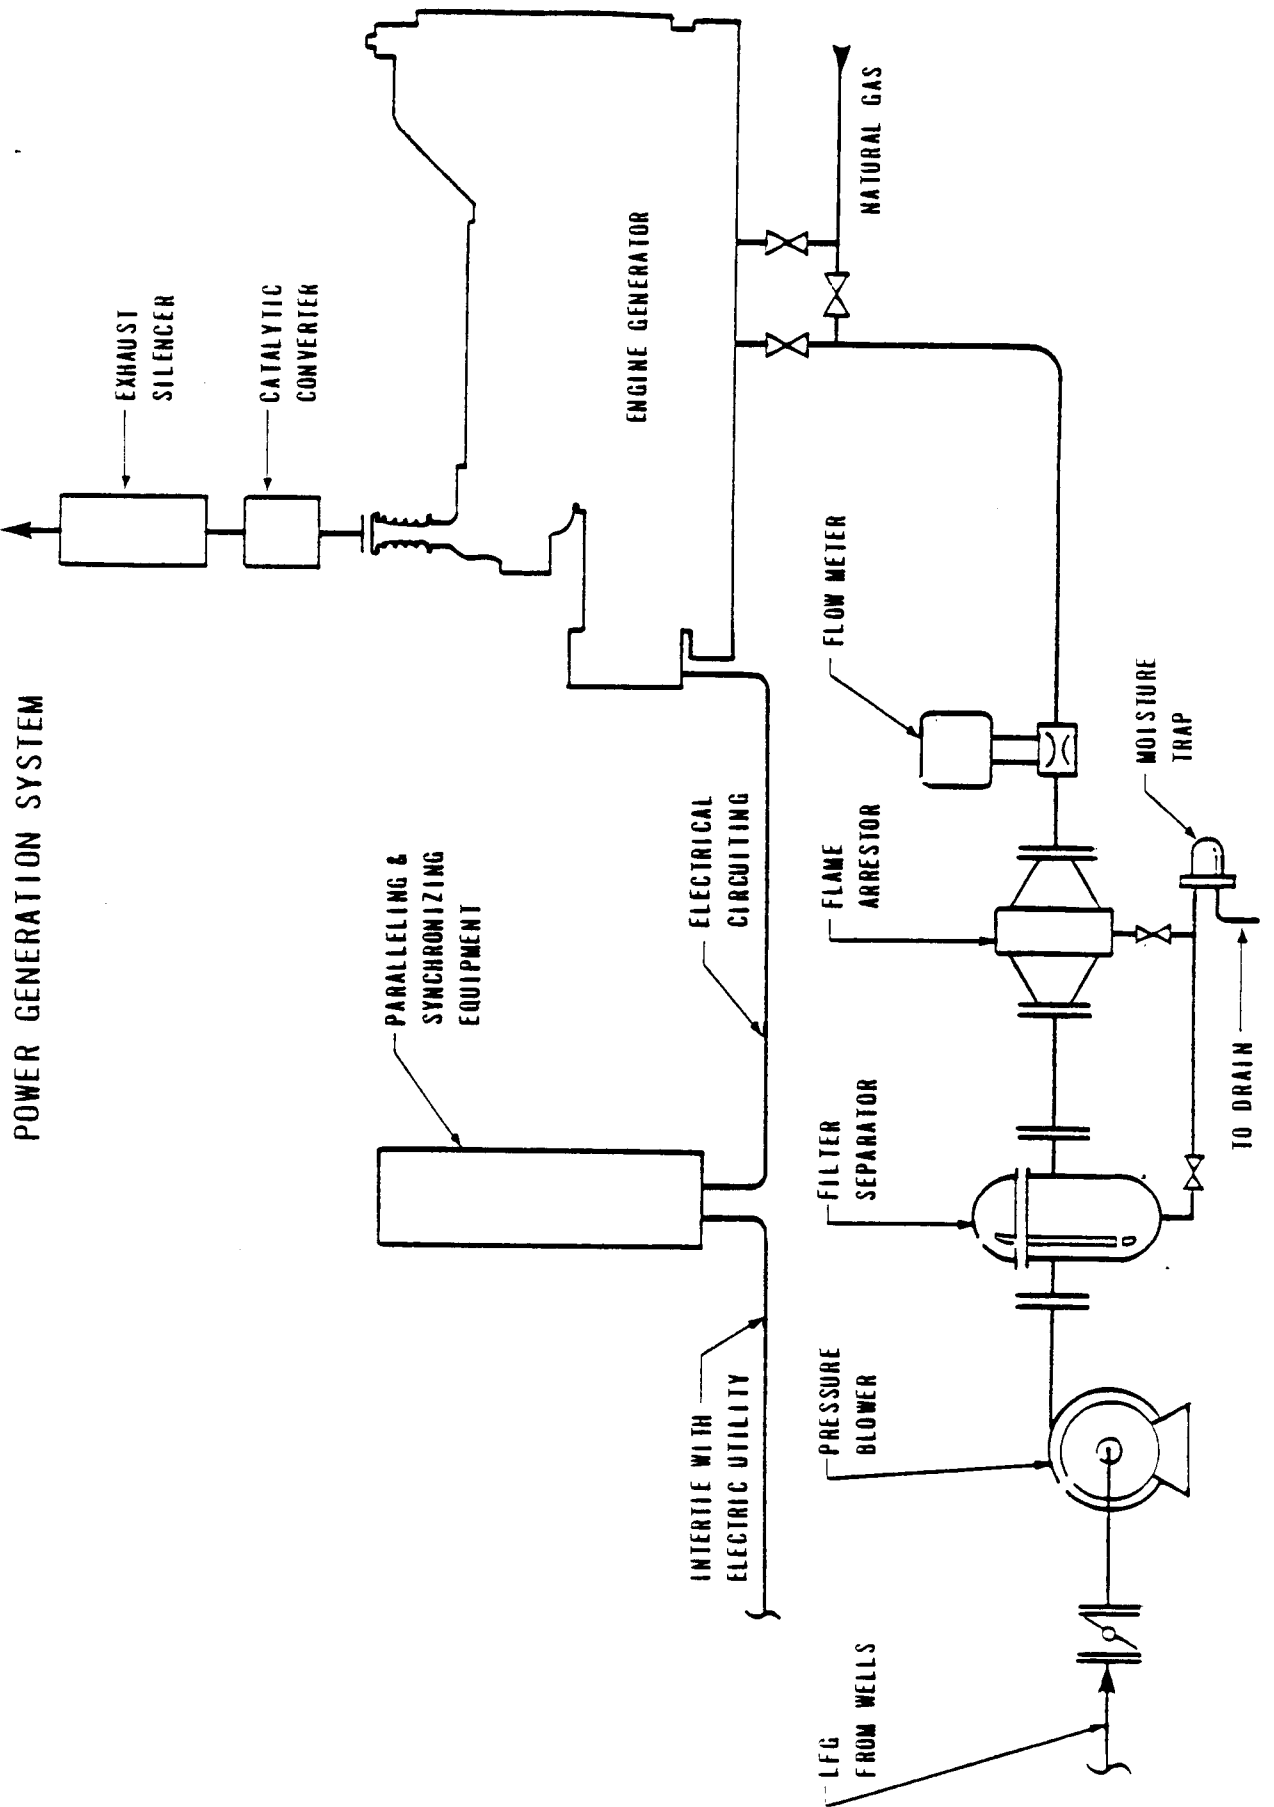 POWER GENERATION SYSTEM
EXHAUST
SILENCER
CATALYTIC
CONVERTER
PARALLELING &
SYNCHRONIZING
EQUIPMENT
ENGINE GENERATOR
INTERTIE WITH
ELECTRIC UTILITY
ELECTRICAL
CIRCUITING
NATURAL GAS
LFG
FROM WELLS
PRESSURE
BLOWER
FILTER
SEPARATOR
FLAME
ARRESTOR
FLOW METER
MOISTURE
TRAP
TO DRAIN